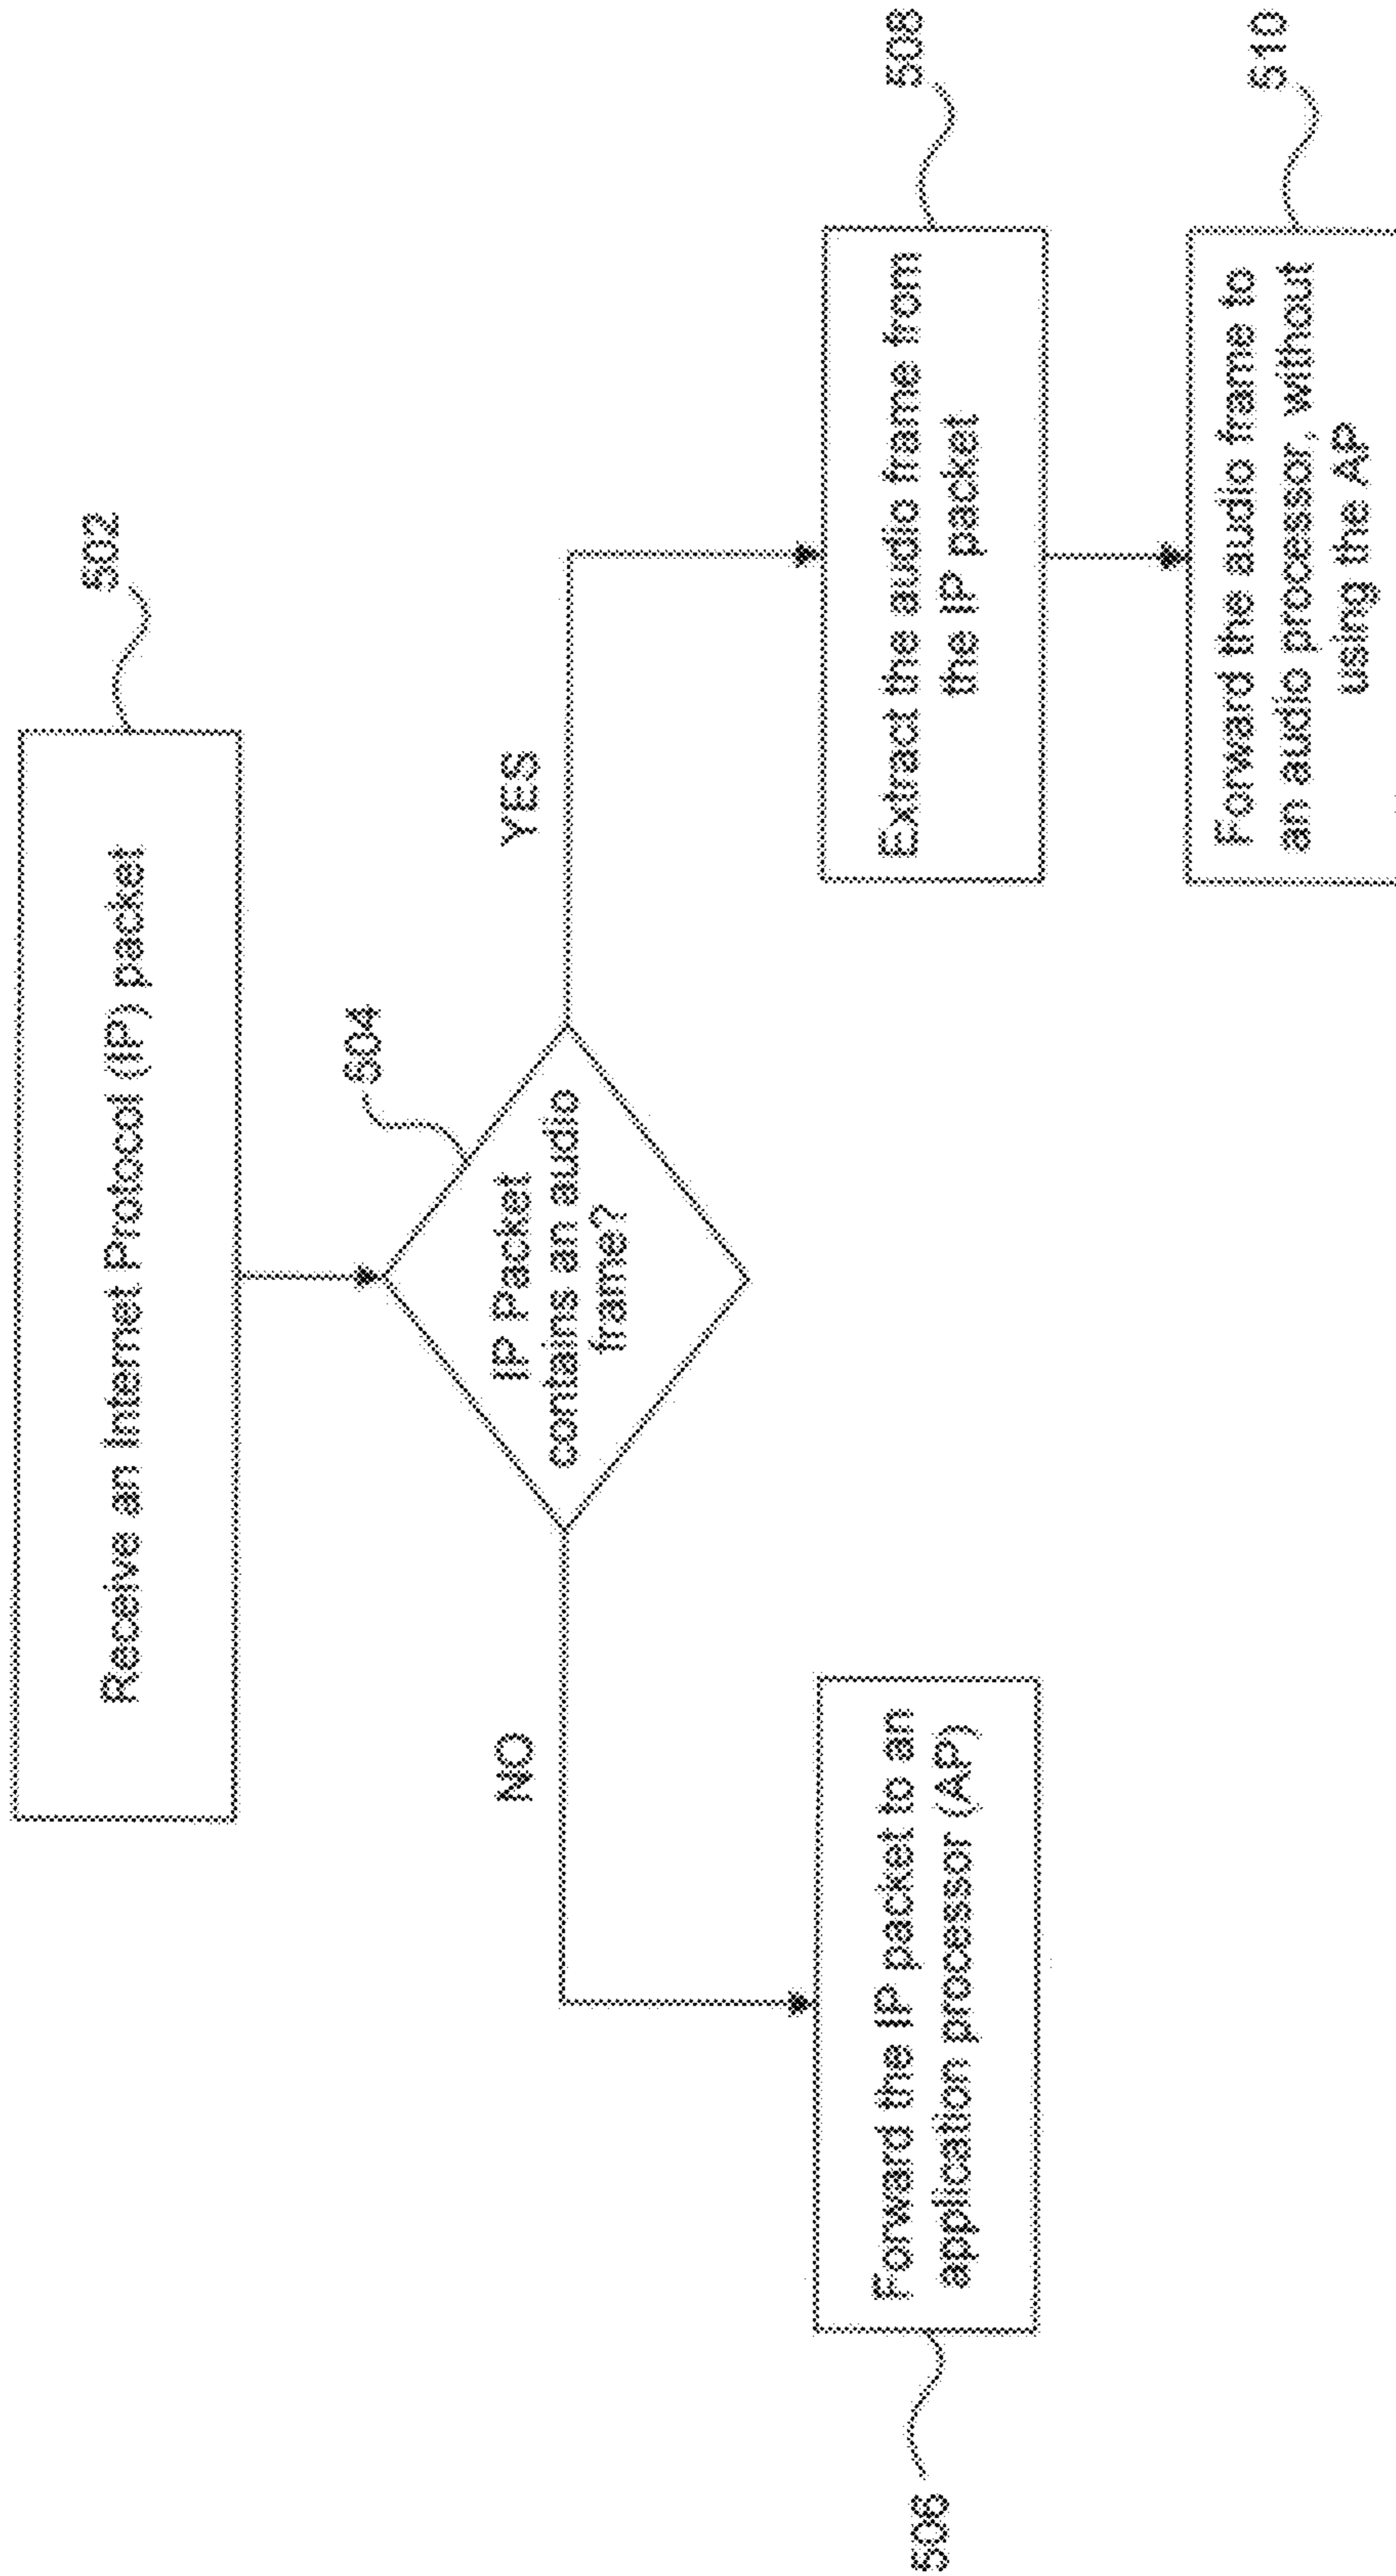 502
Receive an Internet Protocol (IP) packet
504
IP Packet
contains an audio
frame?
NO
YES
506
Forward the IP packet to an
application processor (AP)
508
Extract the audio frame from
the IP packet
510
Forward the audio frame to
an audio processor, without
using the AP